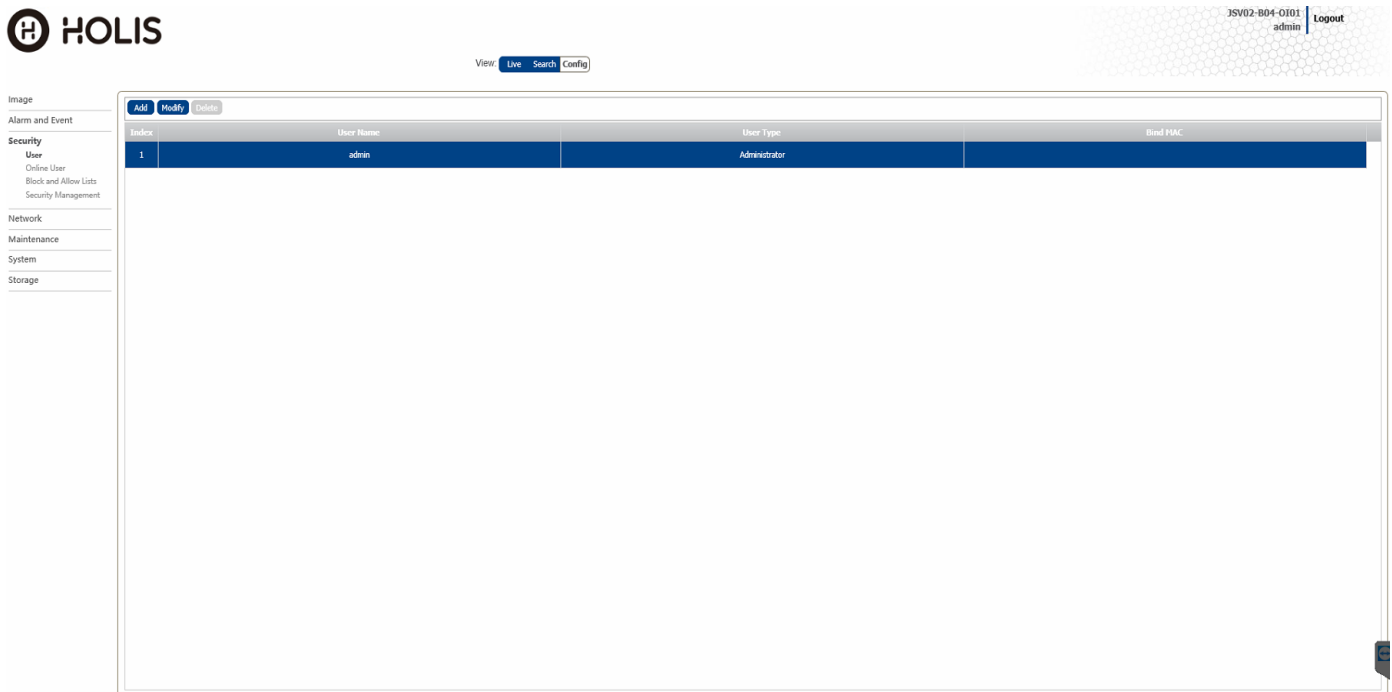 HOLIS
JSV02-B04-OI01
admin
Logout
View: Live Search Config
Image
Alarm and Event
Security
User
Online User
Block and Allow Lists
Security Management
Network
Maintenance
System
Storage
Add Modify Delete
Index User Name User Type Bind MAC
1 admin Administrator